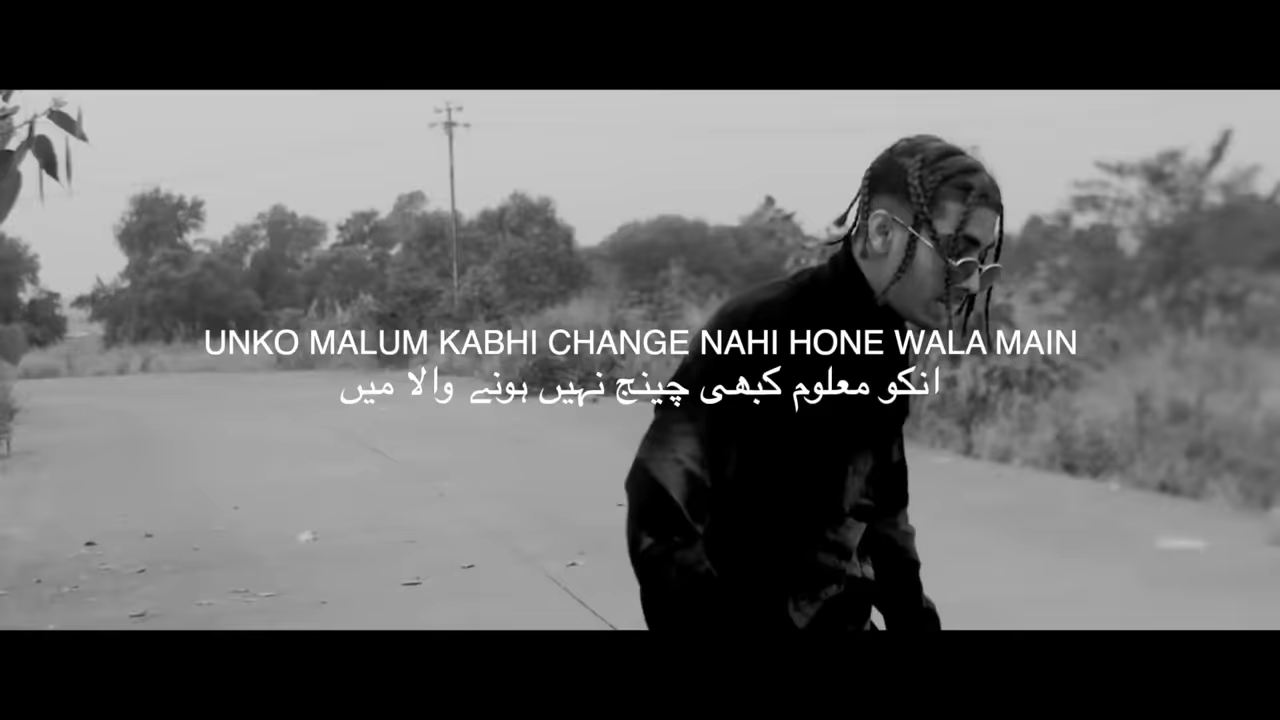 UNKO MALUM KABHI CHANGE NAHI HONE WALA MAIN
انکو معلوم کبھی چینج نہیں ہونے والا میں